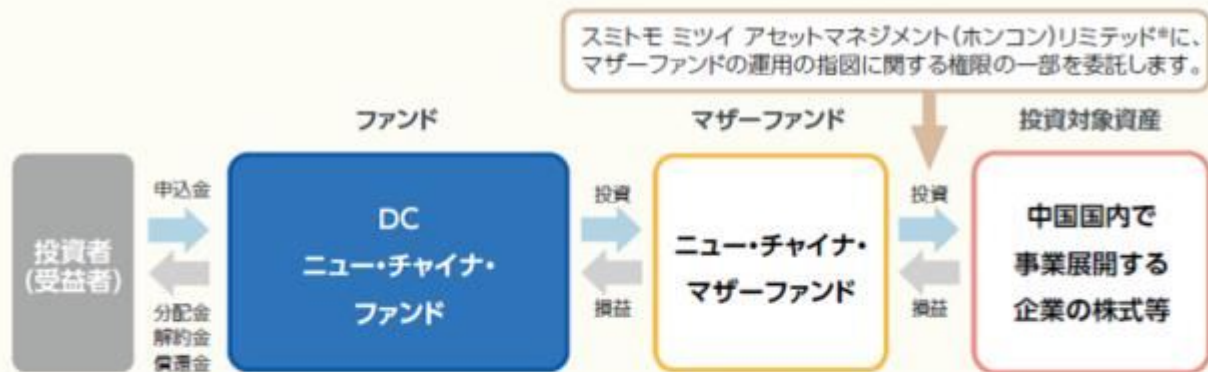 スミトモ ミツイ アセットマネジメント(ホンコン)リミテッド※に、
マザーファンドの運用の指図に関する権限の一部を委託します。
ファンド
マザーファンド
投資対象資産
投資者
(受益者)
申込金
分配金
解約金
償還金
DC
ニュー・チャイナ・
ファンド
投資
損益
ニュー・チャイナ・
マザーファンド
投資
損益
中国国内で
事業展開する
企業の株式等